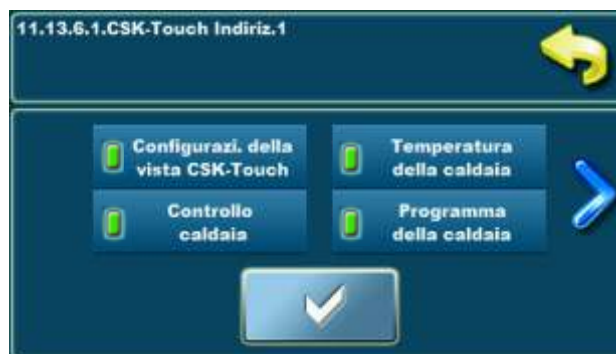 11.13.6.1.CSK-Touch Indiriz.1
Configurazi. della
vista CSK-Touch
Temperatura
della caldaia
Controllo
caldaia
Programma
della caldaia